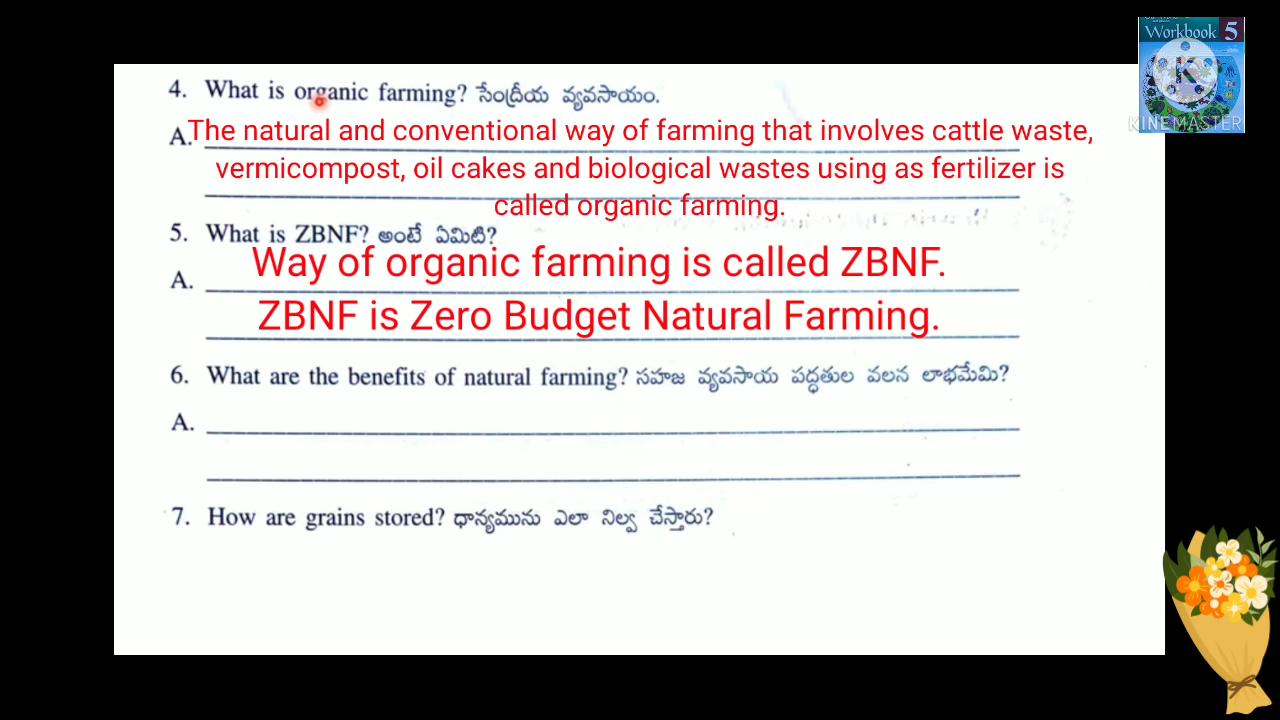 Workbook 5
KINEMASTER
4. What is organic farming? సేంద్రీయ వ్యవసాయం.
A. The natural and conventional way of farming that involves cattle waste,
vermicompost, oil cakes and biological wastes using as fertilizer is
called organic farming.
5. What is ZBNF? అంటే ఏమిటి?
Way of organic farming is called ZBNF.
A.
ZBNF is Zero Budget Natural Farming.
6. What are the benefits of natural farming? సహజ వ్యవసాయ పద్ధతుల వలన లాభమేమి?
A.
7. How are grains stored? ధాన్యమును ఎలా నిల్వ చేస్తారు?